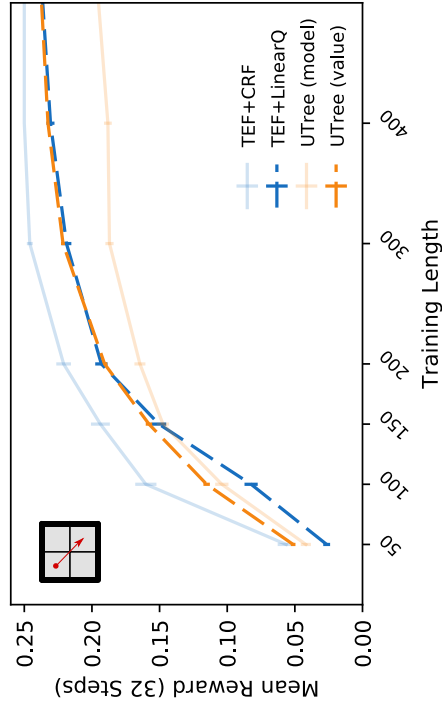 TEF+CRF
TEF+LinearQ
UTree (model)
UTree (value)
0.25
0.20
0.15
0.10
0.05
0.00
Mean Reward (32 Steps)
50
100
150
200
300
400
Training Length